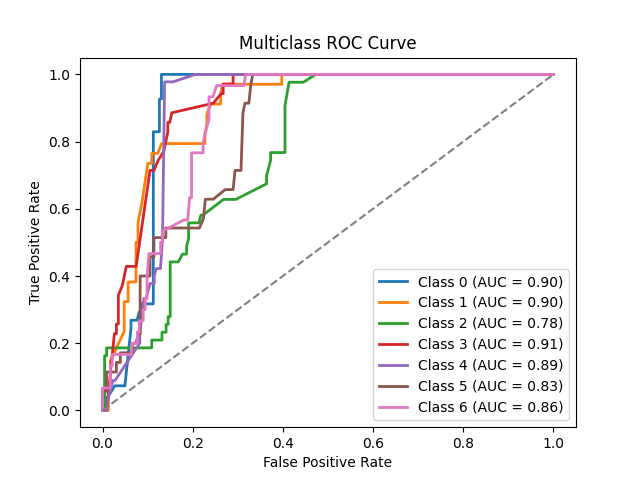 Multiclass ROC Curve
True Positive Rate
1.0
0.8
0.6
0.4
0.2
0.0
Class 0 (AUC = 0.90)
Class 1 (AUC = 0.90)
Class 2 (AUC = 0.78)
Class 3 (AUC = 0.91)
Class 4 (AUC = 0.89)
Class 5 (AUC = 0.83)
Class 6 (AUC = 0.86)
0.0 0.2 0.4 0.6 0.8 1.0
False Positive Rate